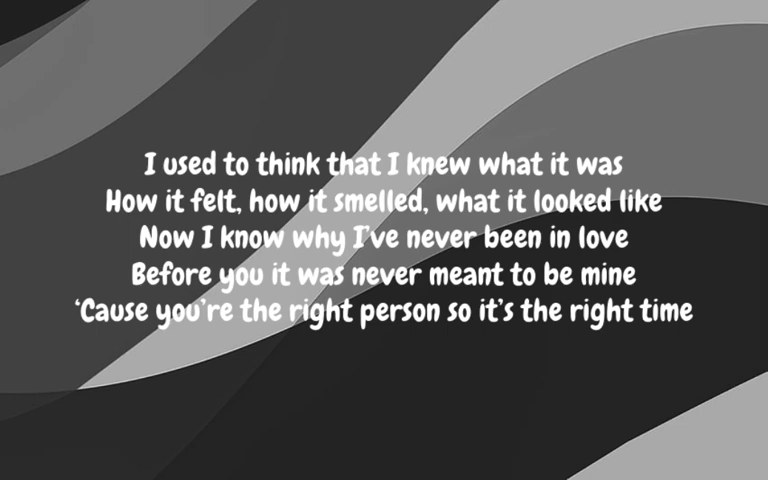 I used to think that I knew what it was
How it felt, how it smelled, what it looked like
Now I know why I've never been in love
Before you it was never meant to be mine
‘Cause you’re the right person so it’s the right time